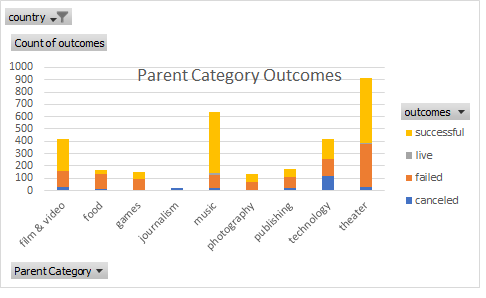 country
Count of outcomes
Parent Category Outcomes
1000
900
800
700
600
500
400
300
200
100
0
film & video
food
games
journalism
music
photography
publishing
technology
theater
outcomes
successful
live
failed
canceled
Parent Category